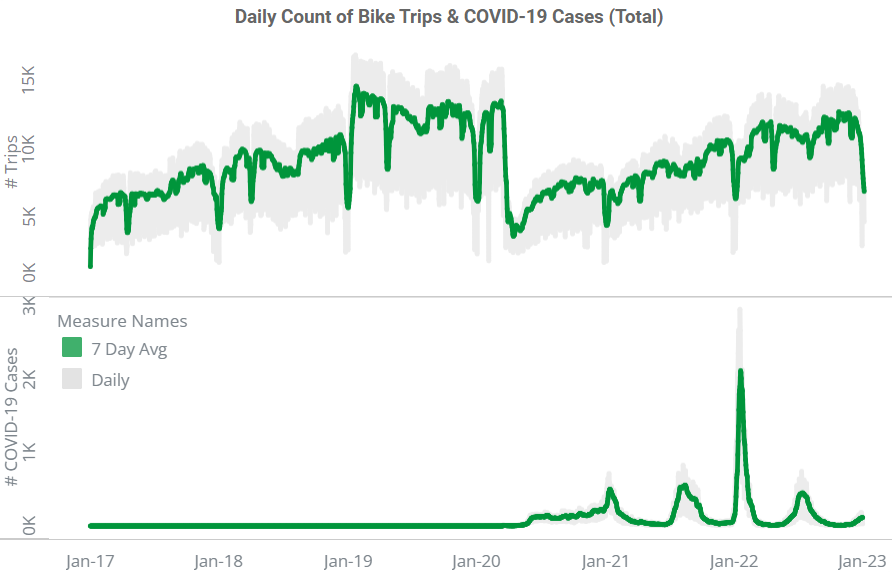 Daily Count of Bike Trips & COVID-19 Cases (Total)
15K
10K
5K
0K
# Trips
3K
2K
1K
0K
# COVID-19 Cases
Measure Names
7 Day Avg
Daily
Jan-17 Jan-18 Jan-19 Jan-20 Jan-21 Jan-22 Jan-23